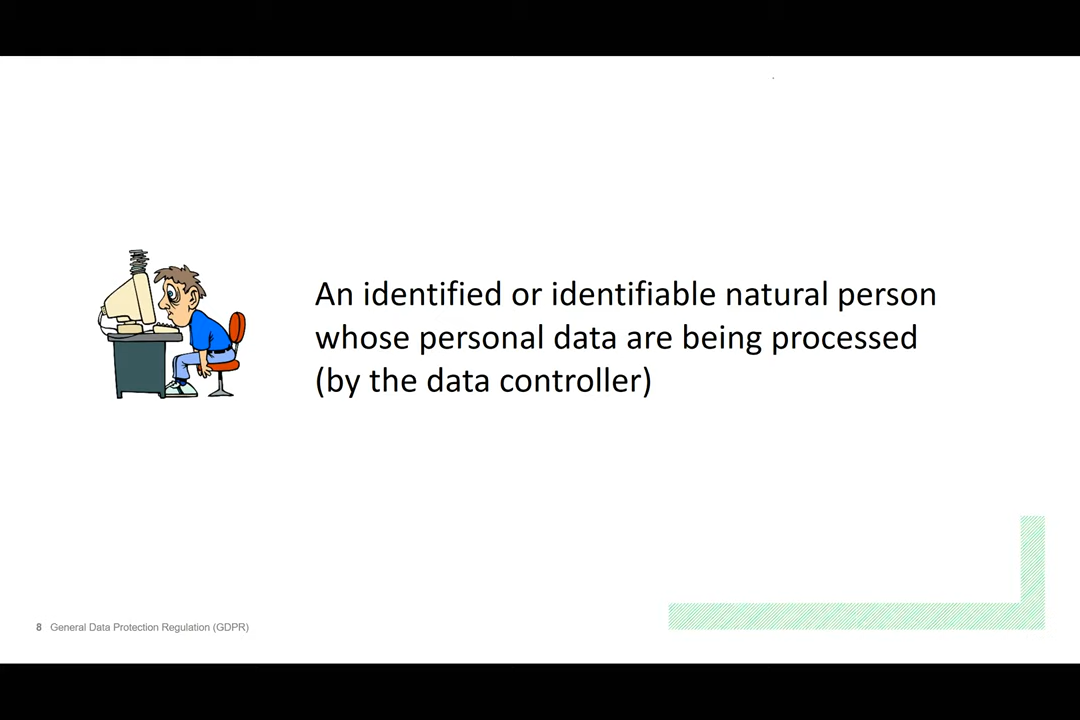 An identified or identifiable natural person
whose personal data are being processed
(by the data controller)
8 General Data Protection Regulation (GDPR)